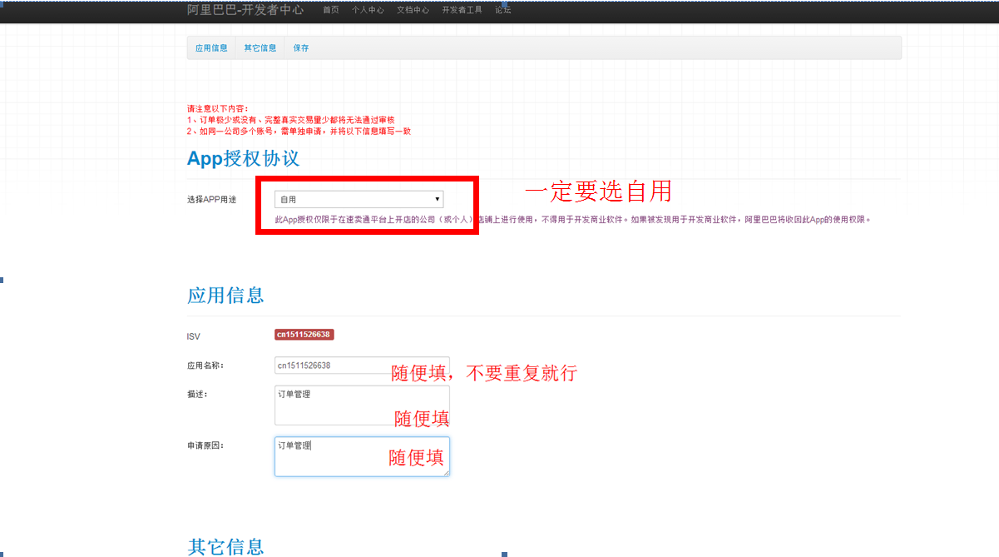 阿里巴巴-开发者中心 首页 个人中心 文档中心 开发者工具 论坛
应用信息 其它信息 保存
请注意以下内容：
1、订单极少或没有、完整真实交易量少都将无法通过审核
2、如同一公司多个账号，需单独申请，并将以下信息填写一致
App授权协议
一定要选自用
选择APP用途 自用
此App授权仅限于在速卖通平台上开店的公司（或个人）店铺上进行使用，不得用于开发商业软件。如果被发现用于开发商业软件，阿里巴巴将收回此App的使用权限。
应用信息
ISV cn1511526638
应用名称： cn1511526638 随便填，不要重复就行
描述： 订单管理
随便填
申请原因： 订单管理
随便填
其它信息